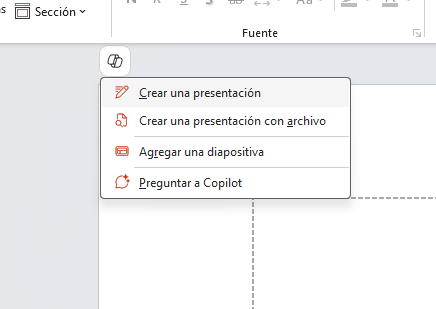 Sección
Fuente
Crear una presentación
Crear una presentación con archivo
Agregar una diapositiva
Preguntar a Copilot